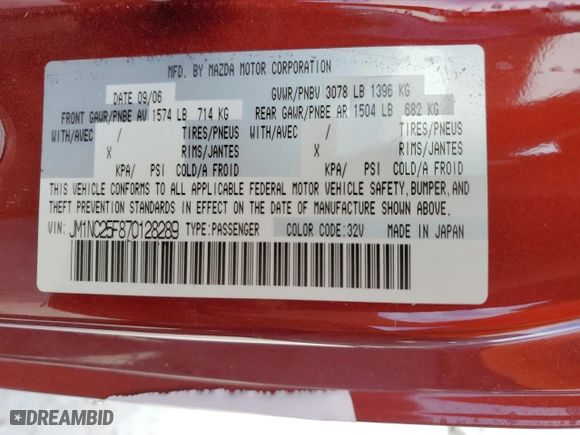 MFD. BY MAZDA MOTOR CORPORATION
DATE 09/06 GVWR/PNBV 3078 LB 1396 KG
FRONT GAWR/PNBE AV 1574 LB 714 KG REAR GAWR/PNBE AR 1504 LB 682 KG
WITH/AVEC / TIRES/PNEUS WITH/AVEC / TIRES/PNEUS
X RIMS/JANTES X RIMS/JANTES
KPA/ PSI COLD/A FROID KPA/ PSI COLD/A FROID
THIS VEHICLE CONFORMS TO ALL APPLICABLE FEDERAL MOTOR VEHICLE SAFETY, BUMPER, AND
THEFT PREVENTION STANDARDS IN EFFECT ON THE DATE OF MANUFACTURE SHOWN ABOVE.
VIN: JM1NC25F870128289 TYPE:PASSENGER COLOR CODE:32V MADE IN JAPAN
DREAMBID